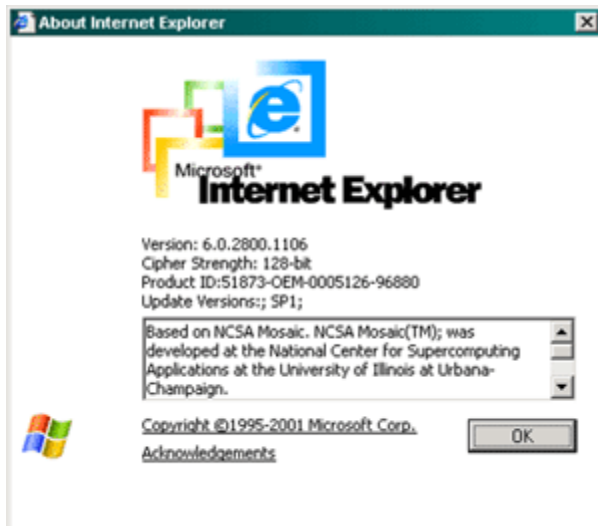 About Internet Explorer
Microsoft®
Internet Explorer
Version: 6.0.2800.1106
Cipher Strength: 128-bit
Product ID:51873-OEM-0005126-96880
Update Versions:; SP1;
Based on NCSA Mosaic. NCSA Mosaic(TM); was
developed at the National Center for Supercomputing
Applications at the University of Illinois at Urbana-
Champaign.
Copyright ©1995-2001 Microsoft Corp.
OK
Acknowledgements